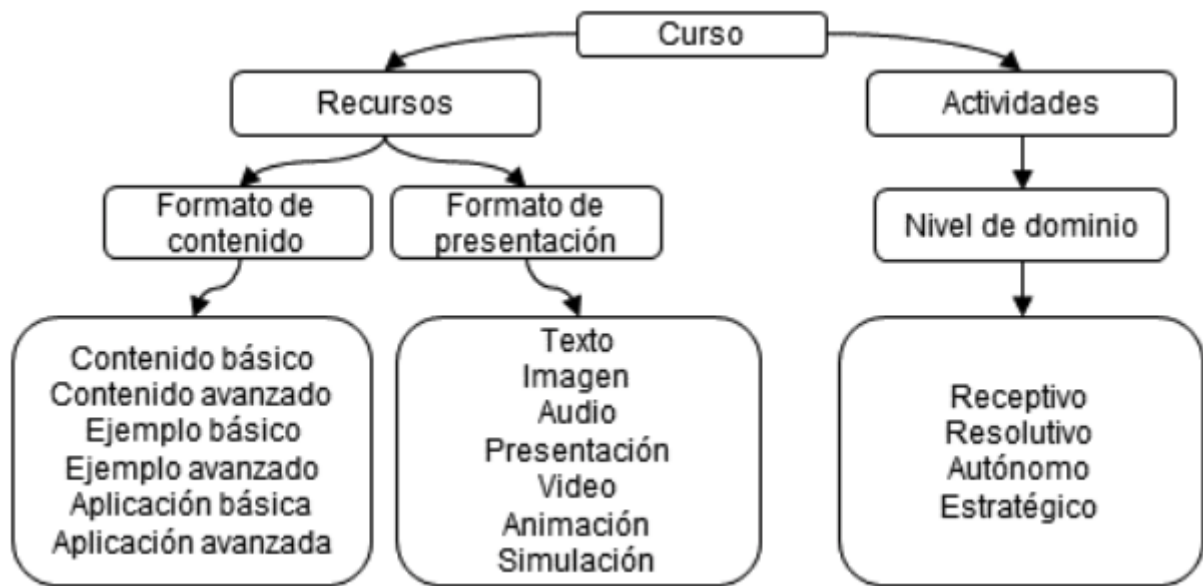 Curso
Recursos
Actividades
Formato de
contenido
Formato de
presentación
Nivel de dominio
Contenido básico
Contenido avanzado
Ejemplo básico
Ejemplo avanzado
Aplicación básica
Aplicación avanzada
Texto
Imagen
Audio
Presentación
Video
Animación
Simulación
Receptivo
Resolutivo
Autónomo
Estratégico